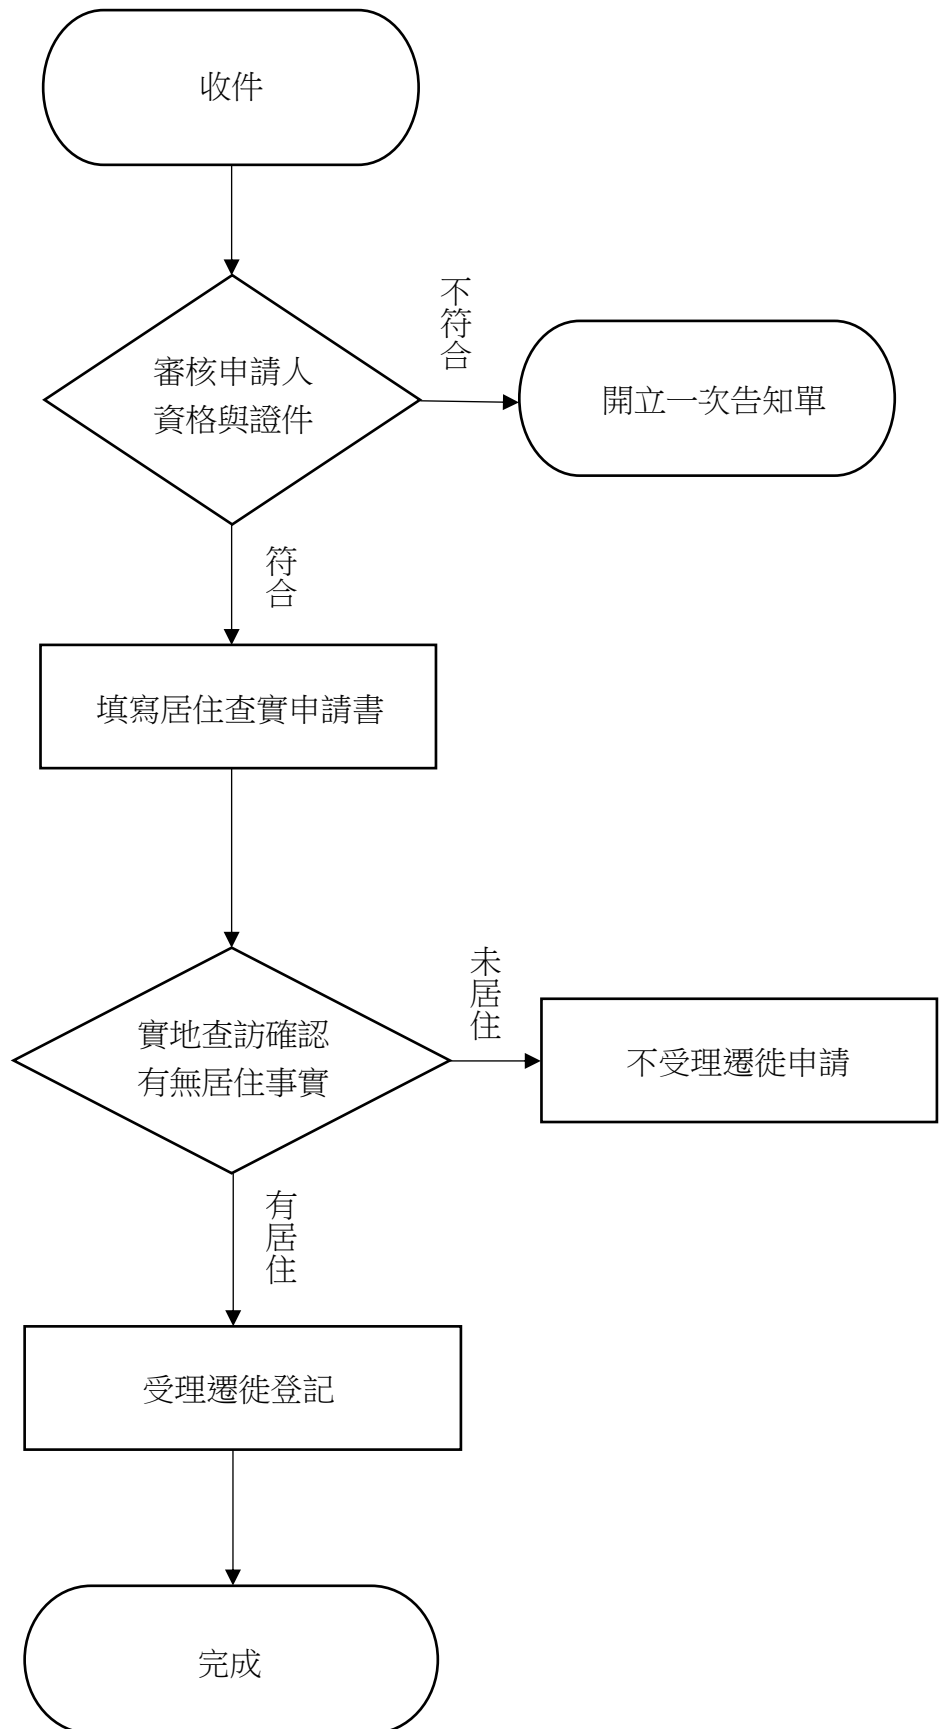 收件
不符合
審核申請人
資格與證件
開立一次告知單
符合
填寫居住查實申請書
未居住
實地查訪確認
有無居住事實
不受理遷徙申請
有居住
受理遷徙登記
完成